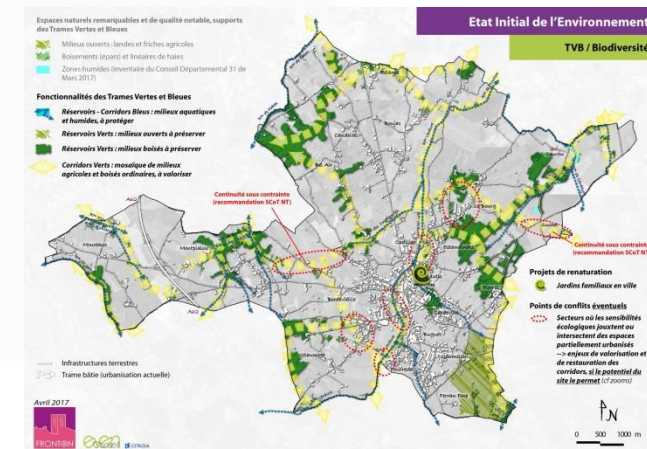 Etat Initial de l'Environnement
TVB / Biodiversité
Espaces naturels remarquables et de qualité notable, supports
des Trames Vertes et Bleues
Milieux ouverts : landes et friches agricoles
Boisements (épars) et linéaires de haies
Zones humides (inventaire du Conseil Départemental 31 de
Mars 2017)
Fonctionnalités des Trames Vertes et Bleues
Réservoirs - Corridors Bleus : milieux aquatiques
et humides, à protéger
Réservoirs Verts : milieu ouverts à préserver
Réservoirs Verts : milieux boisés à préserver
Corridors Verts : mosaïque de milieux
agricoles et boisés ordinaires, à valoriser
Continuité sous contrainte
(recommandation SCoT NT)
Continuité sous contrainte
(recommandation SCoT NT)
Projets de renaturation
Jardins familiaux en ville
Points de conflits éventuels
Secteurs où les sensibilités
écologiques jouxtent ou
intersectent des espaces
partiellement urbanisés
--> enjeux de valorisation et
de restauration des
corridors, si le potentiel du
site le permet (cf zooms)
Infrastructures terrestres
Trame bâtie (urbanisation actuelle)
Avril 2017
FRONTON
even
CITADIA
N
0 500 1000 m